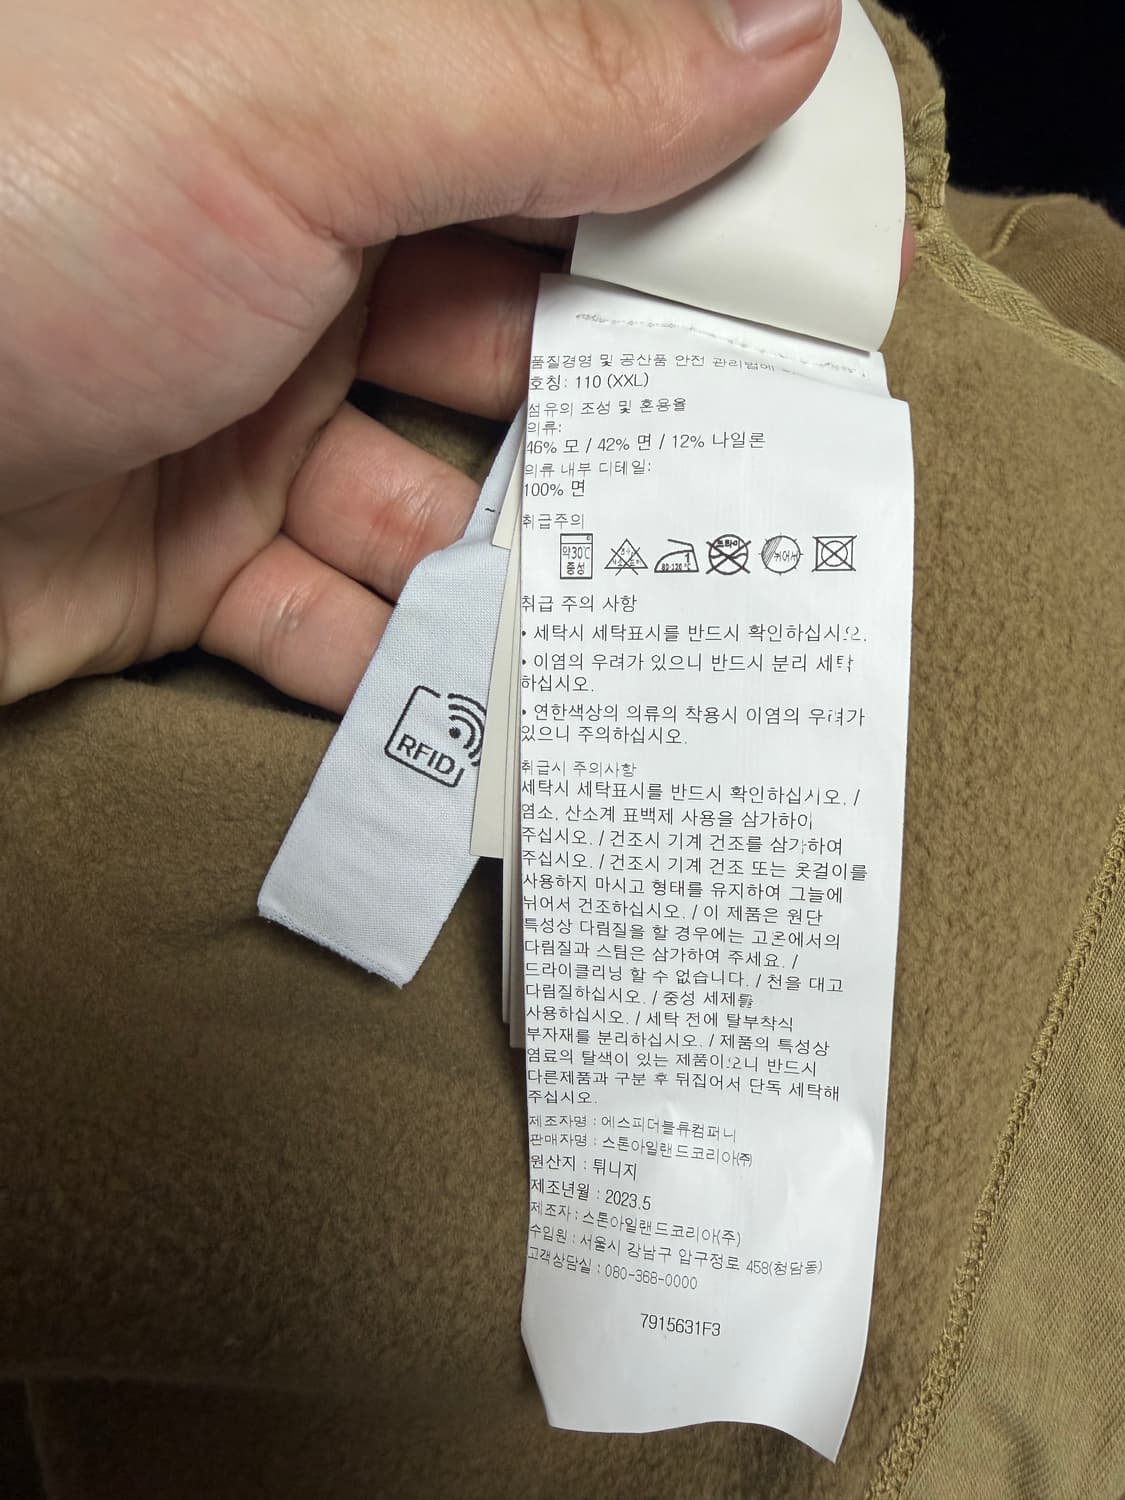 품질경영 및 공산품 안전 관리법에
호칭: 110 (XXL)
섬유의 조성 및 혼용율
의류:
46% 모 / 42% 면 / 12% 나일론
의류 내부 디테일:
100% 면
취급주의
약30℃
중성
80-120℃
드라이
뉘어서
취급 주의 사항
• 세탁시 세탁표시를 반드시 확인하십시오.
• 이염의 우려가 있으니 반드시 분리 세탁
하십시오.
• 연한색상의 의류의 착용시 이염의 우려가
있으니 주의하십시오.
취급시 주의사항
세탁시 세탁표시를 반드시 확인하십시오. /
염소, 산소계 표백제 사용을 삼가하여
주십시오. / 건조시 기계 건조를 삼가하여
주십시오. / 건조시 기계 건조 또는 옷걸이를
사용하지 마시고 형태를 유지하여 그늘에
뉘어서 건조하십시오. / 이 제품은 원단
특성상 다림질을 할 경우에는 고온에서의
다림질과 스팀은 삼가하여 주세요. /
드라이클리닝 할 수 없습니다. / 천을 대고
다림질하십시오. / 중성 세제를
사용하십시오. / 세탁 전에 탈부착식
부자재를 분리하십시오. / 제품의 특성상
염료의 탈색이 있는 제품이오니 반드시
다른제품과 구분 후 뒤집어서 단독 세탁해
주십시오.
제조자명 : 에스피더블류컴퍼니
판매자명 : 스톤아일랜드코리아(주)
원산지 : 튀니지
제조년월 : 2023.5
제조자 : 스톤아일랜드코리아(주)
수입원 : 서울시 강남구 압구정로 458(청담동)
고객상담실 : 080-368-0000
7915631F3
RFID